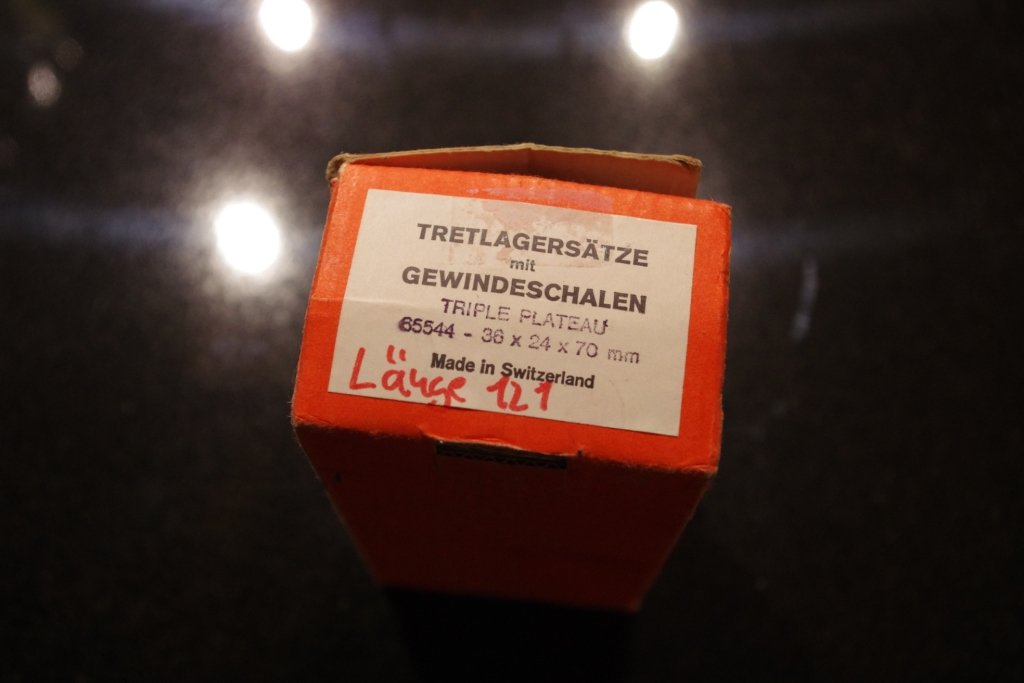 TRETLAGERSÄTZE
mit
GEWINDESCHALEN
TRIPLE PLATEAU
65544 - 36 x 24 x 70 mm
Made in Switzerland
Länge 121